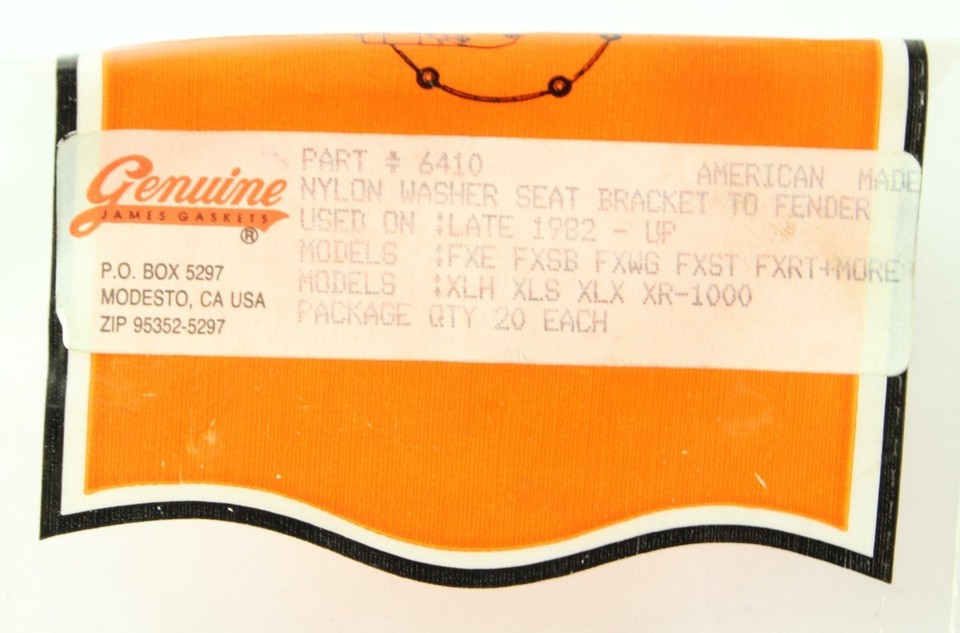 Genuine
JAMES GASKETS ®
P.O. BOX 5297
MODESTO, CA USA
ZIP 95352-5297
PART # 6410 AMERICAN MADE
NYLON WASHER SEAT BRACKET TO FENDER
USED ON :LATE 1982 - UP
MODELS :FXE FXSB FXWG FXST FXRT+MORE
MODELS :XLH XLS XLX XR-1000
PACKAGE QTY 20 EACH